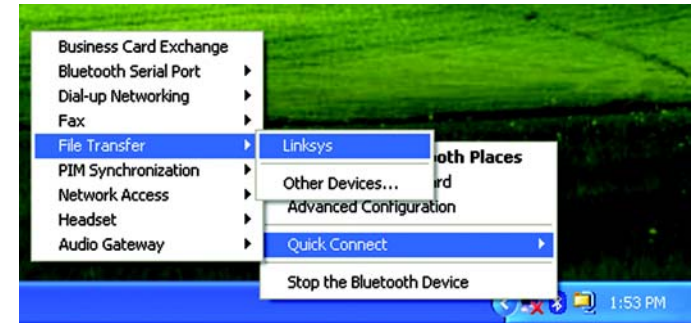 Business Card Exchange
Bluetooth Serial Port
Dial-up Networking
Fax
File Transfer
PIM Synchronization
Network Access
Headset
Audio Gateway
Linksys
Other Devices...
Places
Advanced Configuration
Quick Connect
Stop the Bluetooth Device
1:53 PM